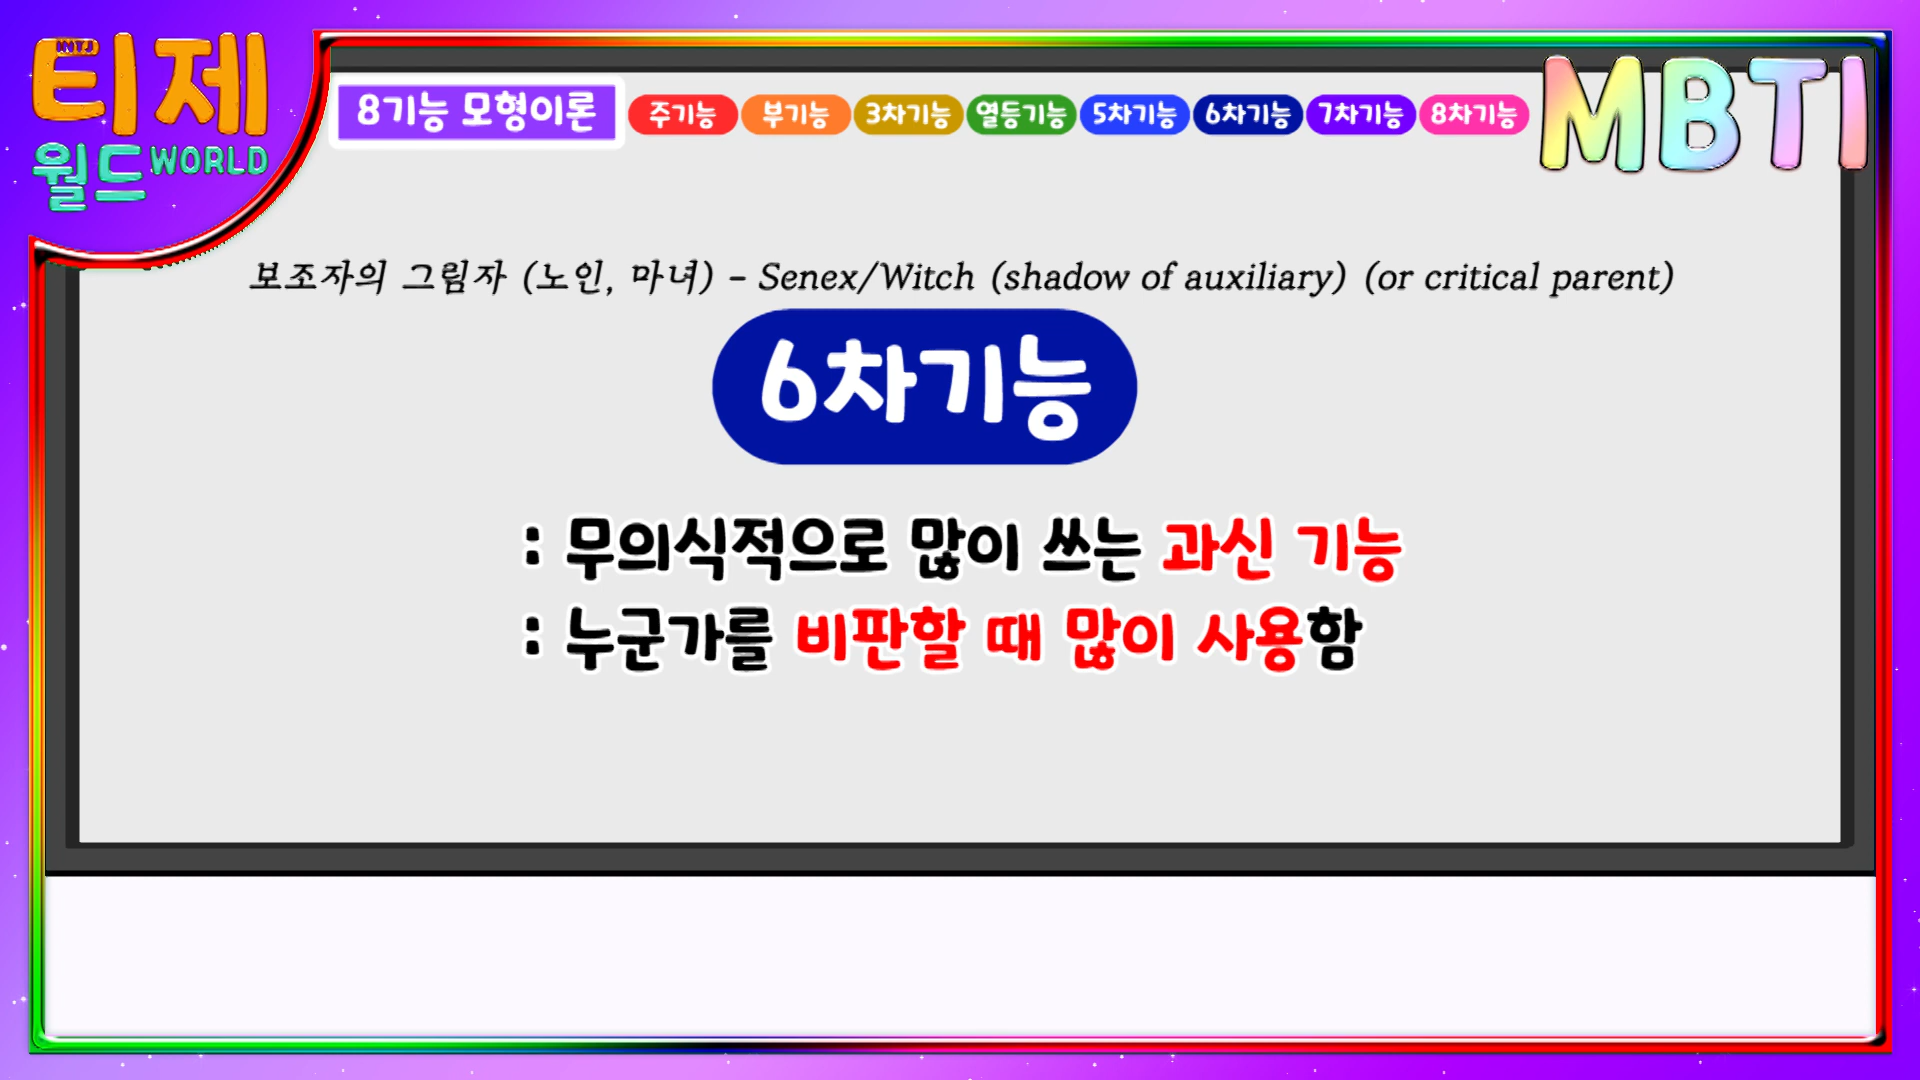 INTJ
티제
월드 WORLD
8기능 모형이론
주기능 부기능 3차기능 열등기능 5차기능 6차기능 7차기능 8차기능
MBTI
보조자의 그림자 (노인, 마녀) – Senex/Witch (shadow of auxiliary) (or critical parent)
6차기능
: 무의식적으로 많이 쓰는 과신 기능
: 누군가를 비판할 때 많이 사용함